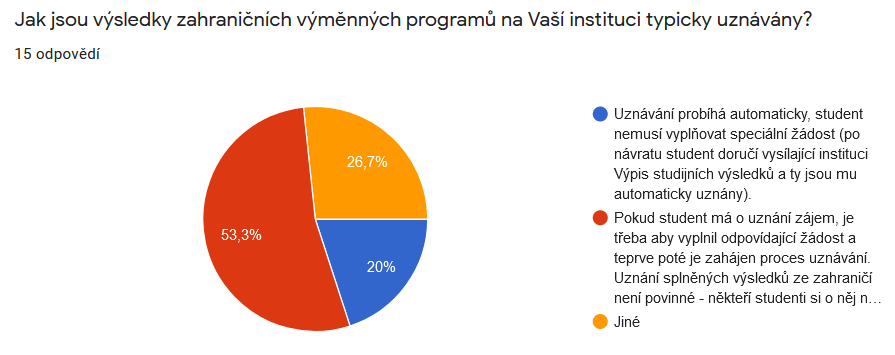 Jak jsou výsledky zahraničních výměnných programů na Vaší instituci typicky uznávány?
15 odpovědí
26,7%
53,3%
20%
Uznávání probíhá automaticky, student
nemusí vyplňovat speciální žádost (po
návratu student doručí vysílající instituci
Výpis studijních výsledků a ty jsou mu
automaticky uznány).
Pokud student má o uznání zájem, je
třeba aby vyplnil odpovídající žádost a
teprve poté je zahájen proces uznávání.
Uznání splněných výsledků ze zahraničí
není povinné - někteří studenti si o něj n…
Jiné